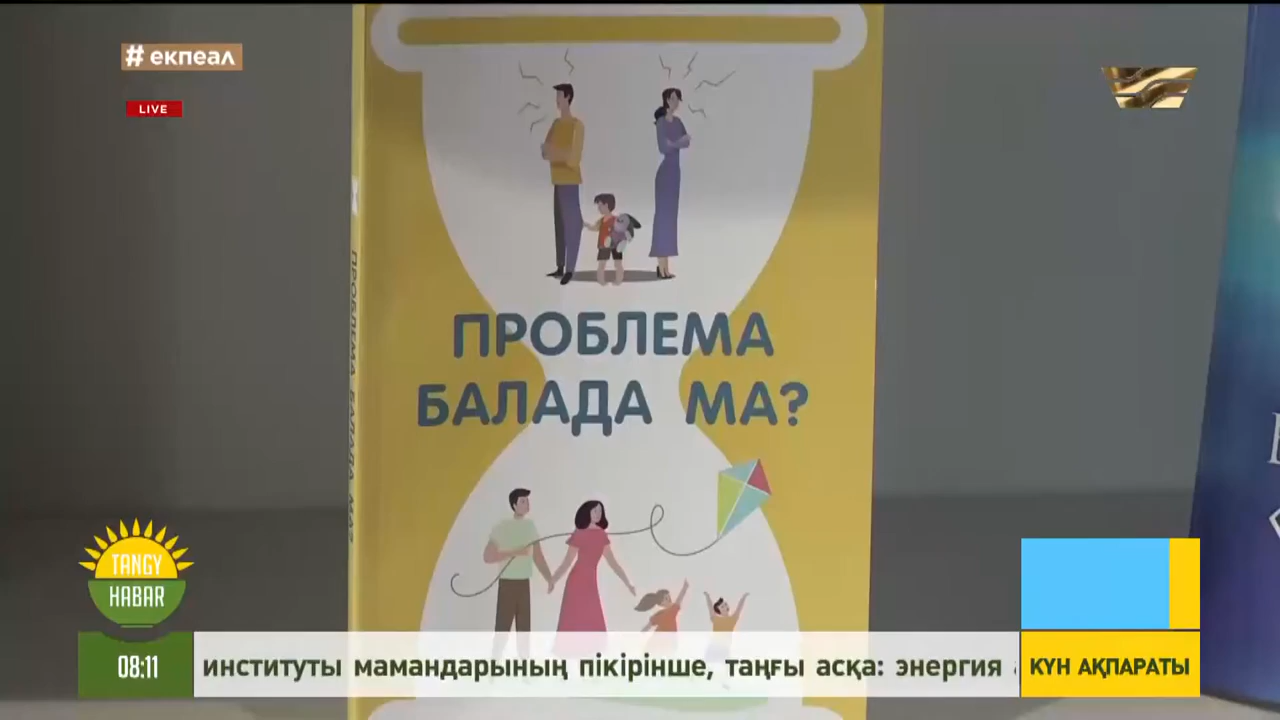 # екпеал
LIVE
ПРОБЛЕМА
БАЛАДА МА?
ПРОБЛЕМА БАЛАДА МА?
TANGY
HABAR
08:11
институты мамандарының пікірінше, таңғы асқа: энергия
КҮН АҚПАРАТЫ